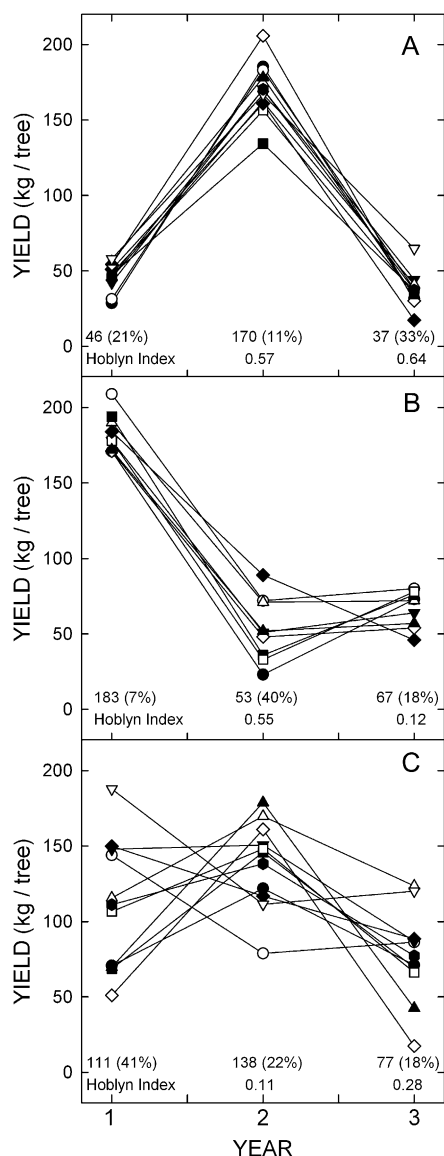 A
200
150
100
50
0
YIELD (kg / tree)
46 (21%) 170 (11%) 37 (33%)
Hoblyn Index 0.57 0.64
B
200
150
100
50
0
YIELD (kg / tree)
183 (7%) 53 (40%) 67 (18%)
Hoblyn Index 0.55 0.12
C
200
150
100
50
0
YIELD (kg / tree)
111 (41%) 138 (22%) 77 (18%)
Hoblyn Index 0.11 0.28
1 2 3
YEAR